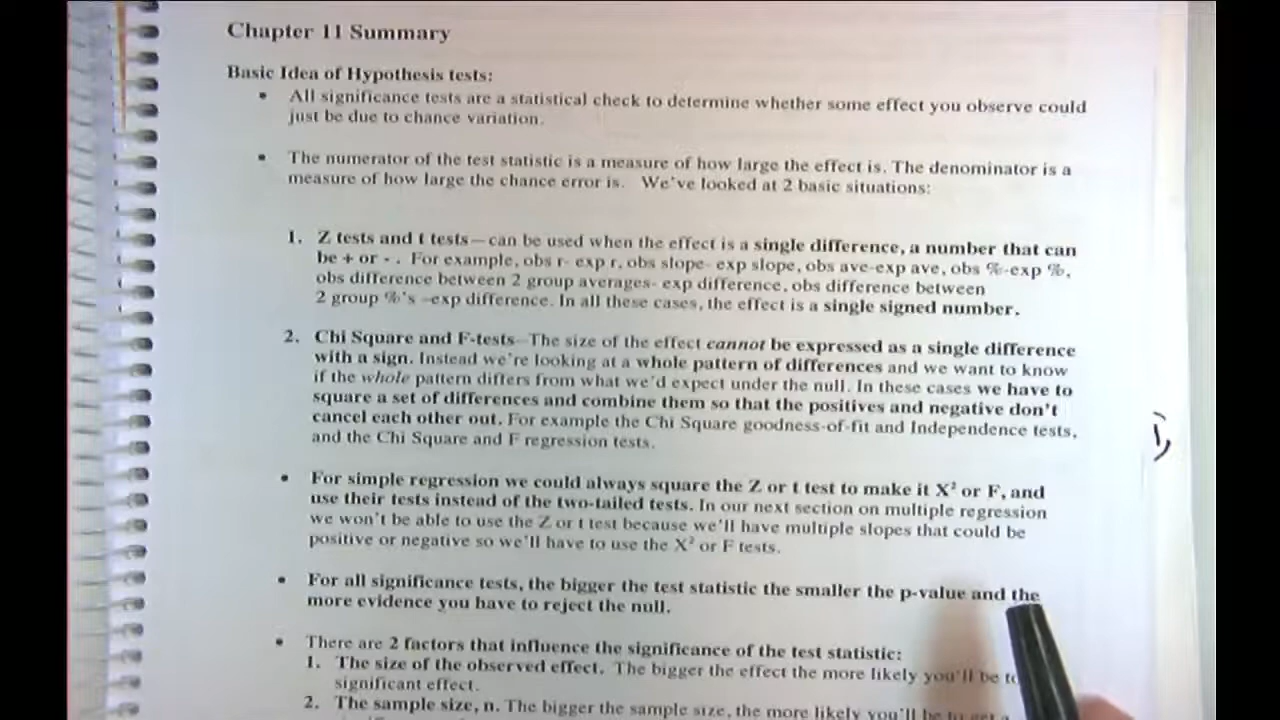 Chapter 11 Summary
Basic Idea of Hypothesis tests:
• All significance tests are a statistical check to determine whether some effect you observe could
just be due to chance variation.
• The numerator of the test statistic is a measure of how large the effect is. The denominator is a
measure of how large the chance error is. We've looked at 2 basic situations:
1. Z tests and t tests—can be used when the effect is a single difference, a number that can
be + or - . For example, obs r- exp r, obs slope- exp slope, obs ave-exp ave, obs %-exp %,
obs difference between 2 group averages- exp difference, obs difference between
2 group %'s –exp difference. In all these cases, the effect is a single signed number.
2. Chi Square and F-tests–The size of the effect cannot be expressed as a single difference
with a sign. Instead we're looking at a whole pattern of differences and we want to know
if the whole pattern differs from what we'd expect under the null. In these cases we have to
square a set of differences and combine them so that the positives and negative don't
cancel each other out. For example the Chi Square goodness-of-fit and Independence tests,
and the Chi Square and F regression tests.
• For simple regression we could always square the Z or t test to make it X² or F, and
use their tests instead of the two-tailed tests. In our next section on multiple regression
we won't be able to use the Z or t test because we'll have multiple slopes that could be
positive or negative so we'll have to use the X² or F tests.
• For all significance tests, the bigger the test statistic the smaller the p-value and the
more evidence you have to reject the null.
• There are 2 factors that influence the significance of the test statistic:
1. The size of the observed effect. The bigger the effect the more likely you'll be
significant effect.
2. The sample size, n. The bigger the sample size, the more likely you'll be to get a